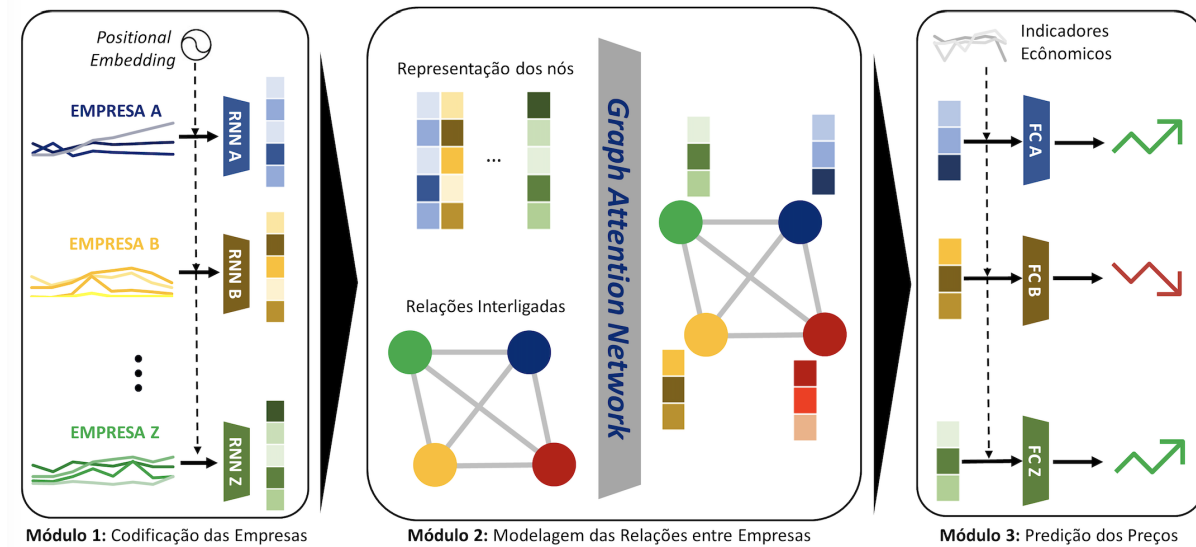 Positional
Embedding
EMPRESA A
RNN A
EMPRESA B
RNN B
EMPRESA Z
RNN Z
Módulo 1: Codificação das Empresas
Representação dos nós
...
Relações Interligadas
Graph Attention Network
Módulo 2: Modelagem das Relações entre Empresas
Indicadores
Ecônomicos
FC A
FC B
FC Z
Módulo 3: Predição dos Preços